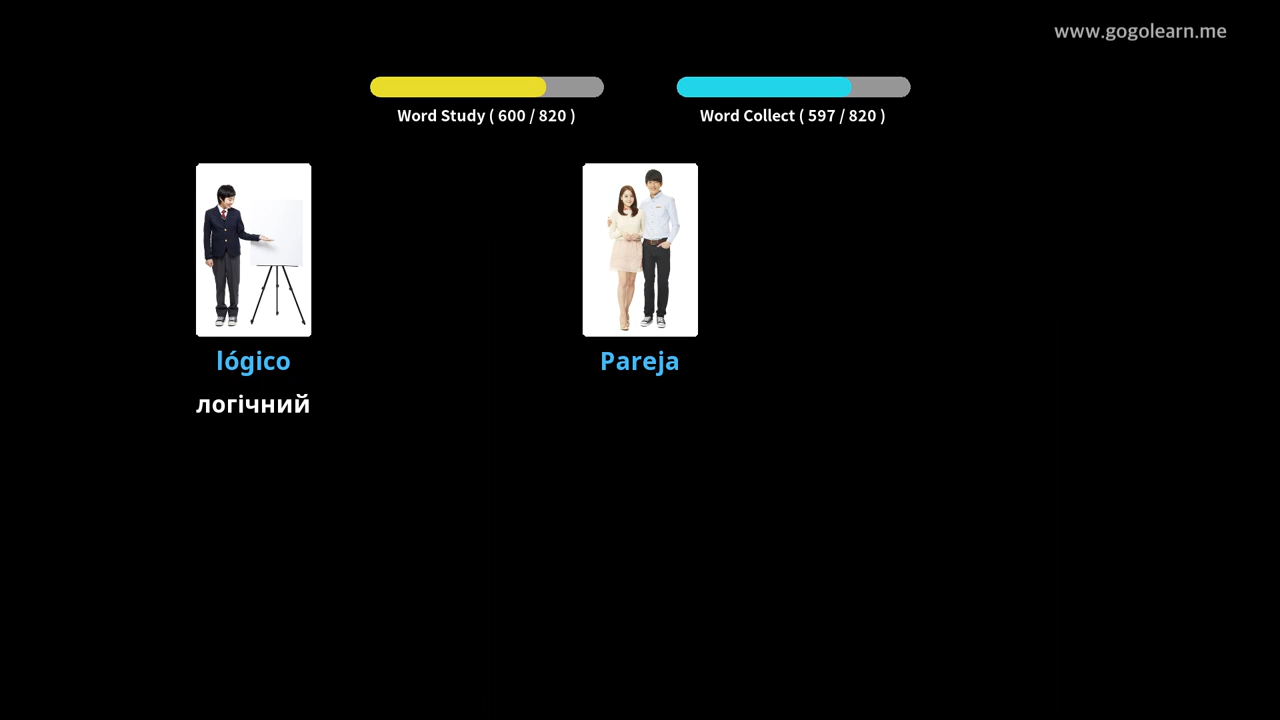 www.gogolearn.me
Word Study ( 600 / 820 )
Word Collect ( 597 / 820 )
lógico
Pareja
логічний